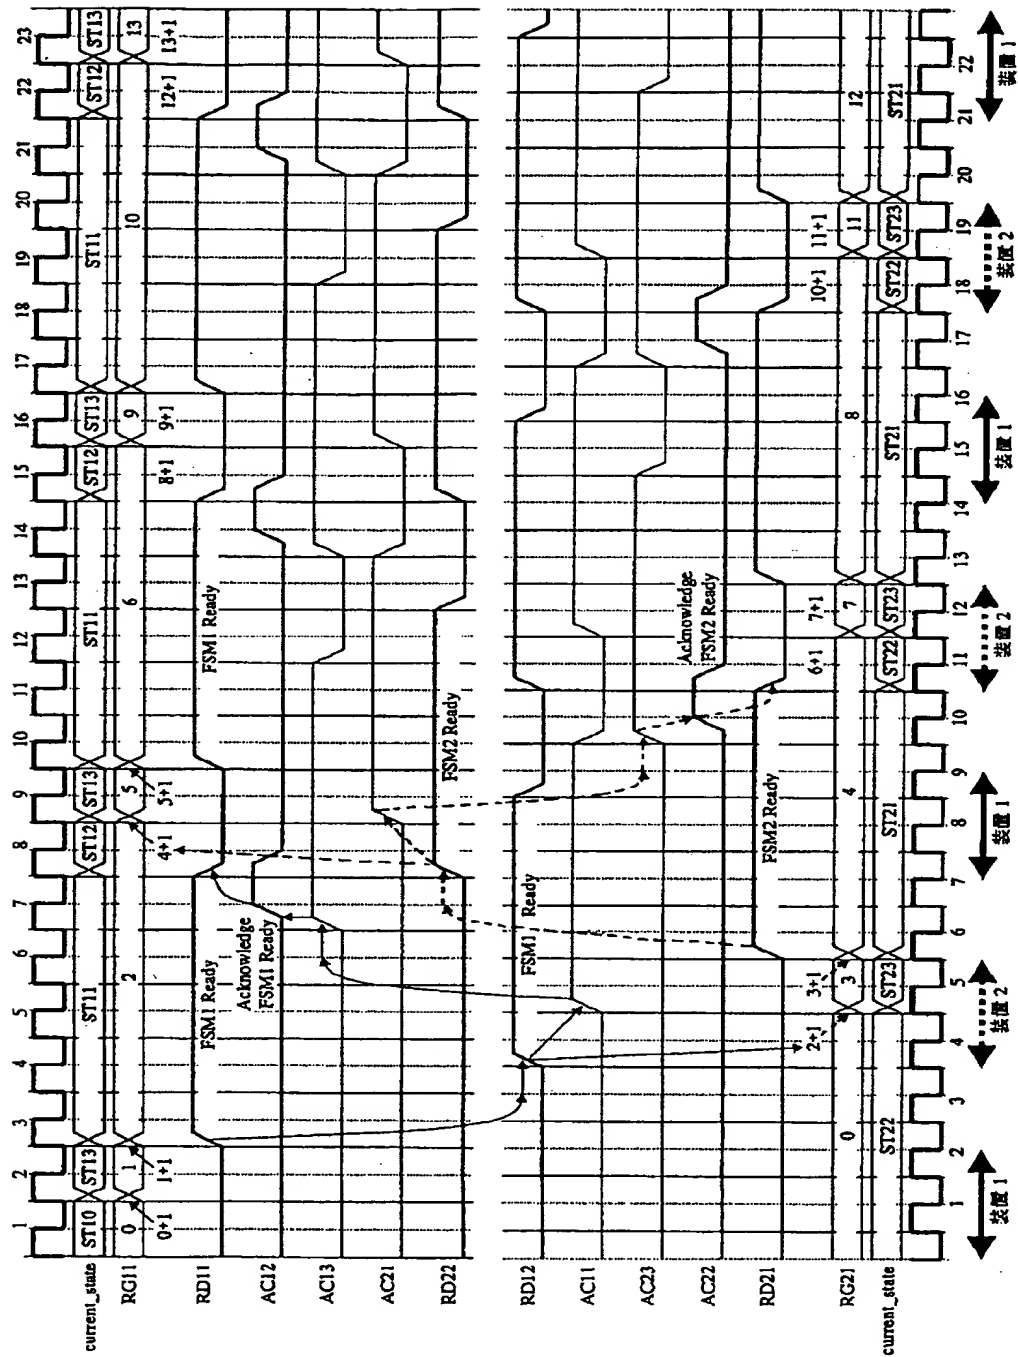 1 2 3 4 5 6 7 8 9 10 11 12 13 14 15 16 17 18 19 20 21 22 23
current_state ST10 ST13 ST11 ST12 ST13 ST11 ST12 ST13 ST11 ST12 ST13
RG11 0 1 2 5 6 9 10 13
0+1 1+1 4+1 5+1 8+1 9+1 12+1 13+1
RD11 FSM1 Ready FSM1 Ready
Acknowledge
FSM1 Ready
AC12
AC13
AC21
RD22 FSM2 Ready
RD12 FSM1 Ready
AC11
AC23
Acknowledge
FSM2 Ready
AC22
RD21 FSM2 Ready
2+1 3+1 6+1 7+1 10+1 11+1
RG21 0 3 4 7 8 11 12
current_state ST22 ST23 ST21 ST22 ST23 ST21 ST22 ST23 ST21
1 2 3 4 5 6 7 8 9 10 11 12 13 14 15 16 17 18 19 20 21 22
装置 1 装置 2 装置 1 装置 2 装置 1 装置 2 装置 1